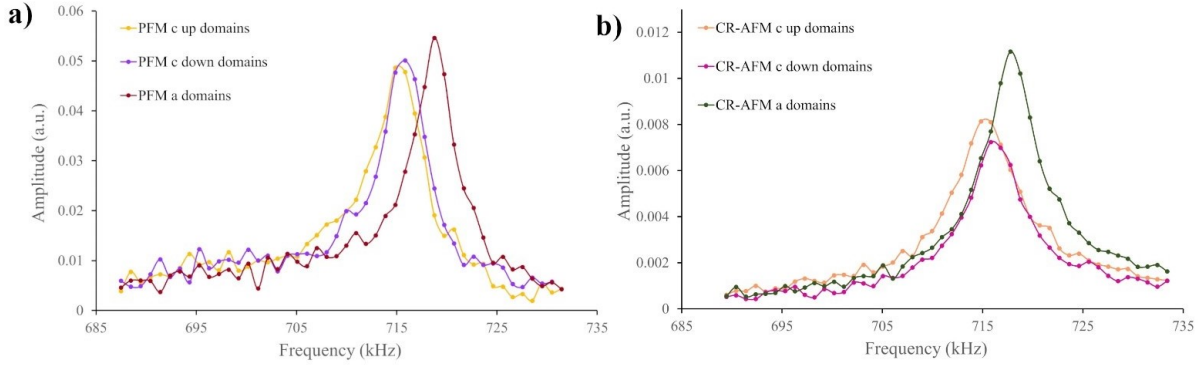 a)
0.06
0.05
0.04
0.03
0.02
0.01
0
Amplitude (a.u.)
PFM c up domains
PFM c down domains
PFM a domains
685 695 705 715 725 735
Frequency (kHz)
b)
0.012
0.01
0.008
0.006
0.004
0.002
0
Amplitude (a.u.)
CR-AFM c up domains
CR-AFM c down domains
CR-AFM a domains
685 695 705 715 725 735
Frequency (kHz)